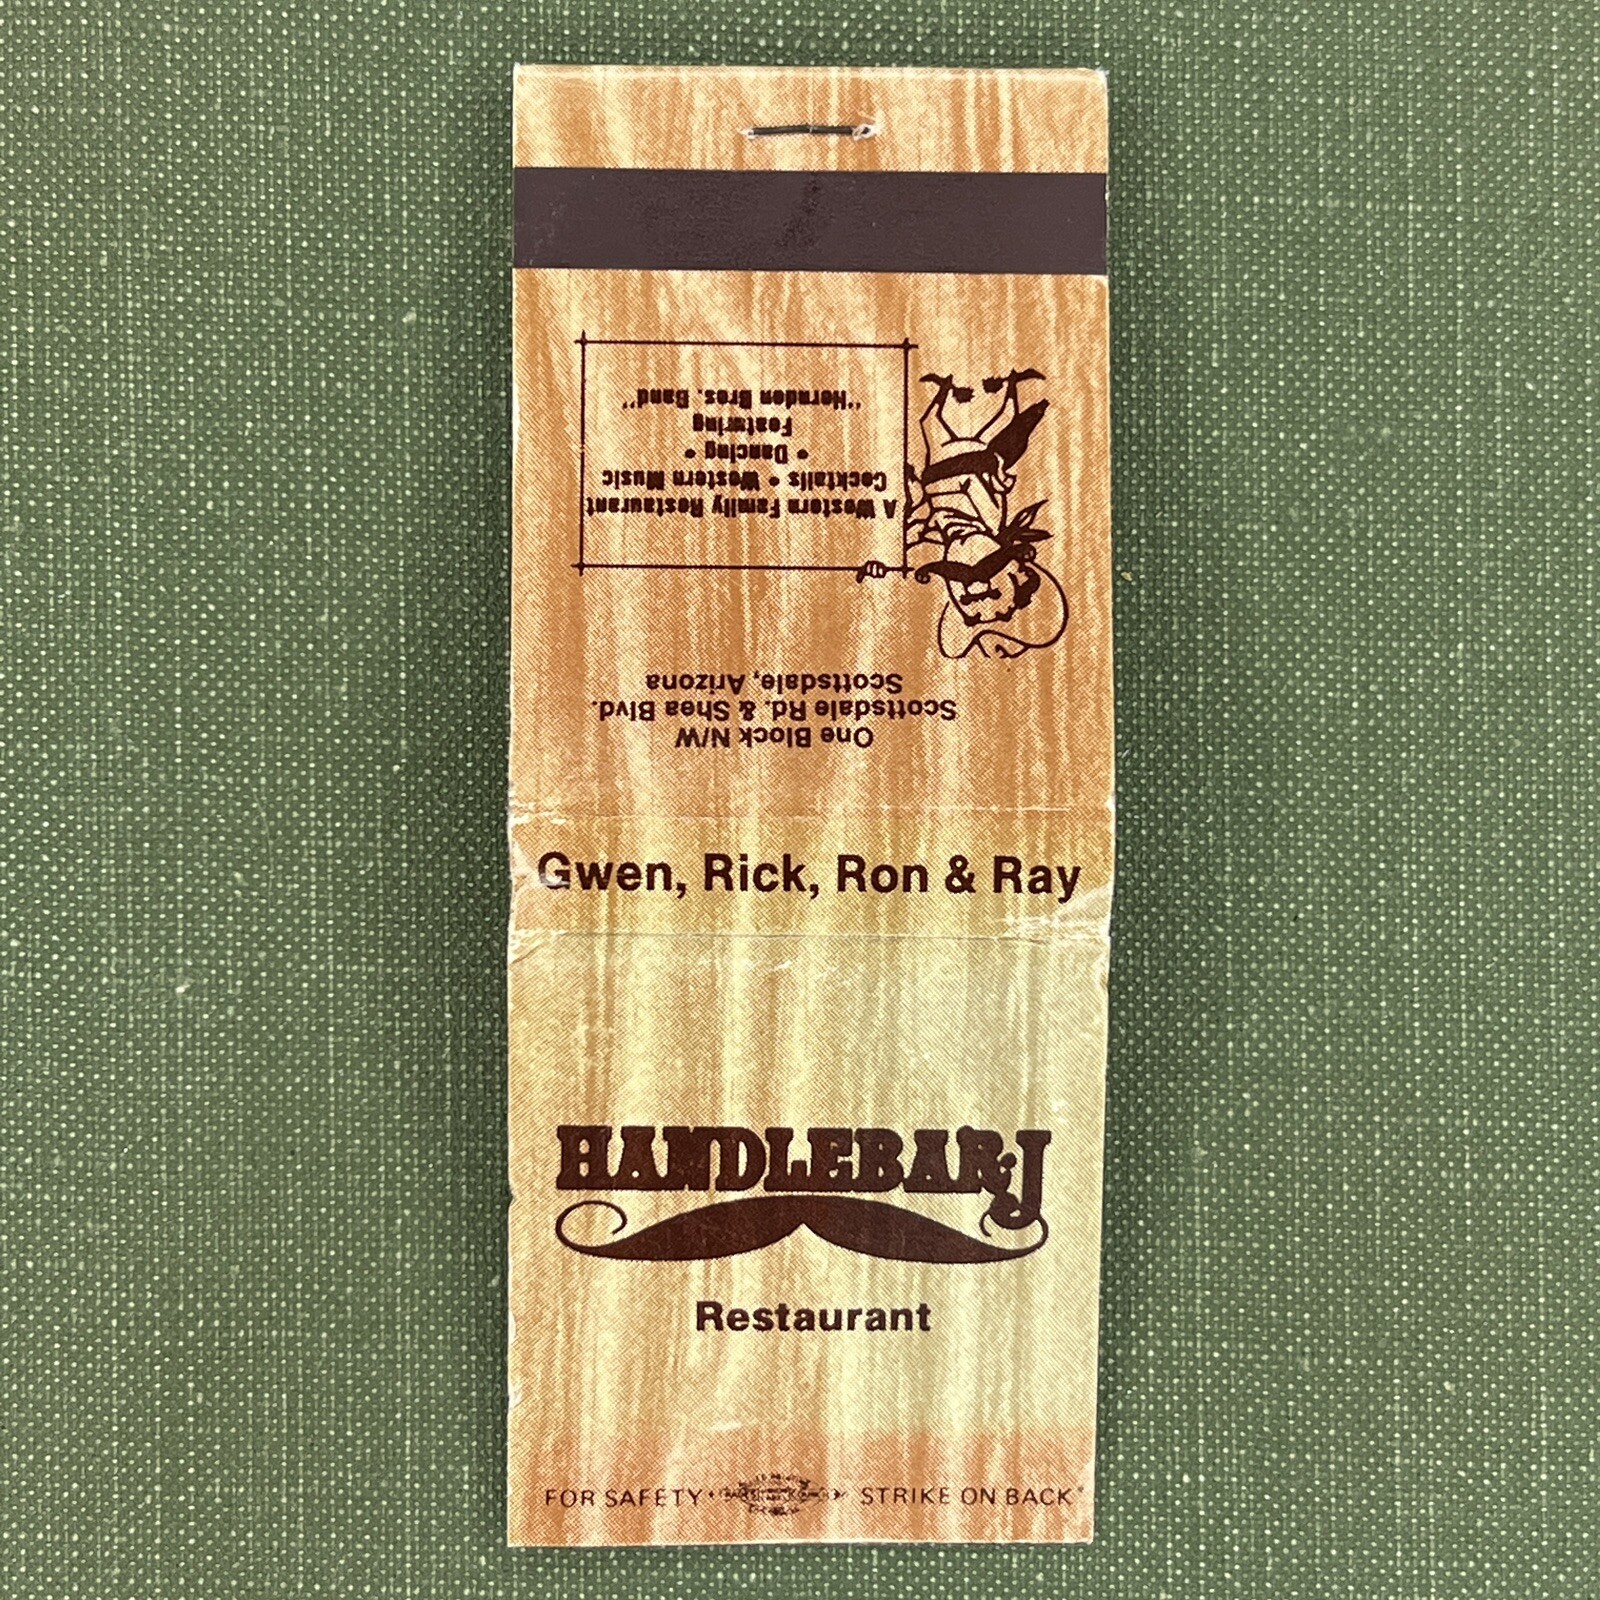 A Western Family Restaurant
Cocktails • Western Music
• Dancing •
Featuring
"Herndon Bros. Band"
One Block N/W
Scottsdale Rd. & Shea Blvd.
Scottsdale, Arizona
Gwen, Rick, Ron & Ray
HANDLEBAR-J
Restaurant
FOR SAFETY STRIKE ON BACK